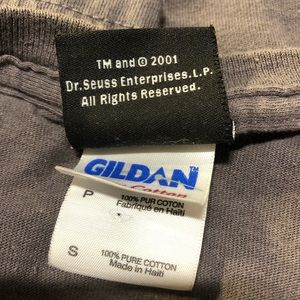 TM and © 2001
Dr.Seuss Enterprises.L.P.
All Rights Reserved.
GILDAN
Cotton
P
100% PUR COTON
Fabriqué en Haïti
S
100% PURE COTTON
Made in Haiti